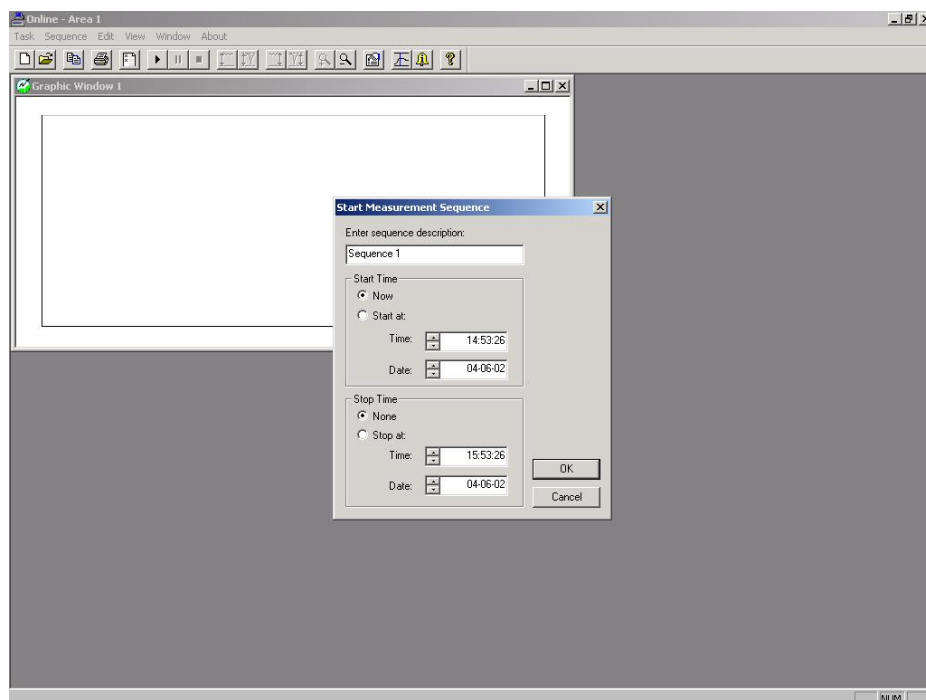 Online - Area 1
Task Sequence Edit View Window About
Graphic Window 1
Start Measurement Sequence
Enter sequence description:
Sequence 1
Start Time
Now
Start at:
Time: 14:53:26
Date: 04-06-02
Stop Time
None
Stop at:
Time: 15:53:26
Date: 04-06-02
OK
Cancel
NUM